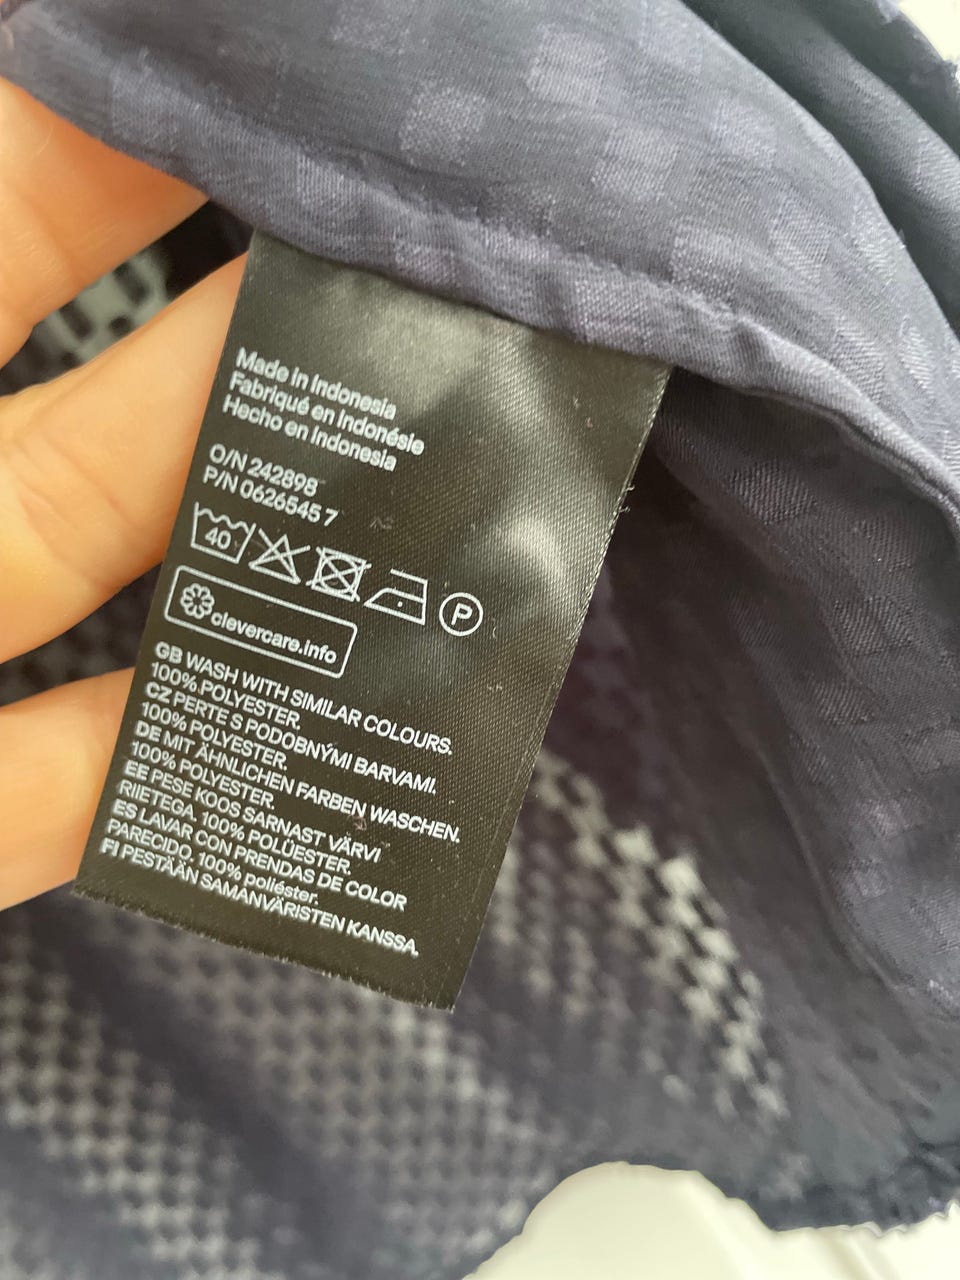 Made in Indonesia
Fabriqué en Indonésie
Hecho en Indonesia
O/N 242898
P/N 0626545 7
40
P
clevercare.info
GB WASH WITH SIMILAR COLOURS.
100% POLYESTER.
CZ PERTE S PODOBNÝMI BARVAMI.
100% POLYESTER.
DE MIT ÄHNLICHEN FARBEN WASCHEN.
100% POLYESTER.
EE PESE KOOS SARNAST VÄRVI
RIIETEGA. 100% POLÜESTER.
ES LAVAR CON PRENDAS DE COLOR
PARECIDO. 100% poliéster.
FI PESTÄÄN SAMANVÄRISTEN KANSSA.